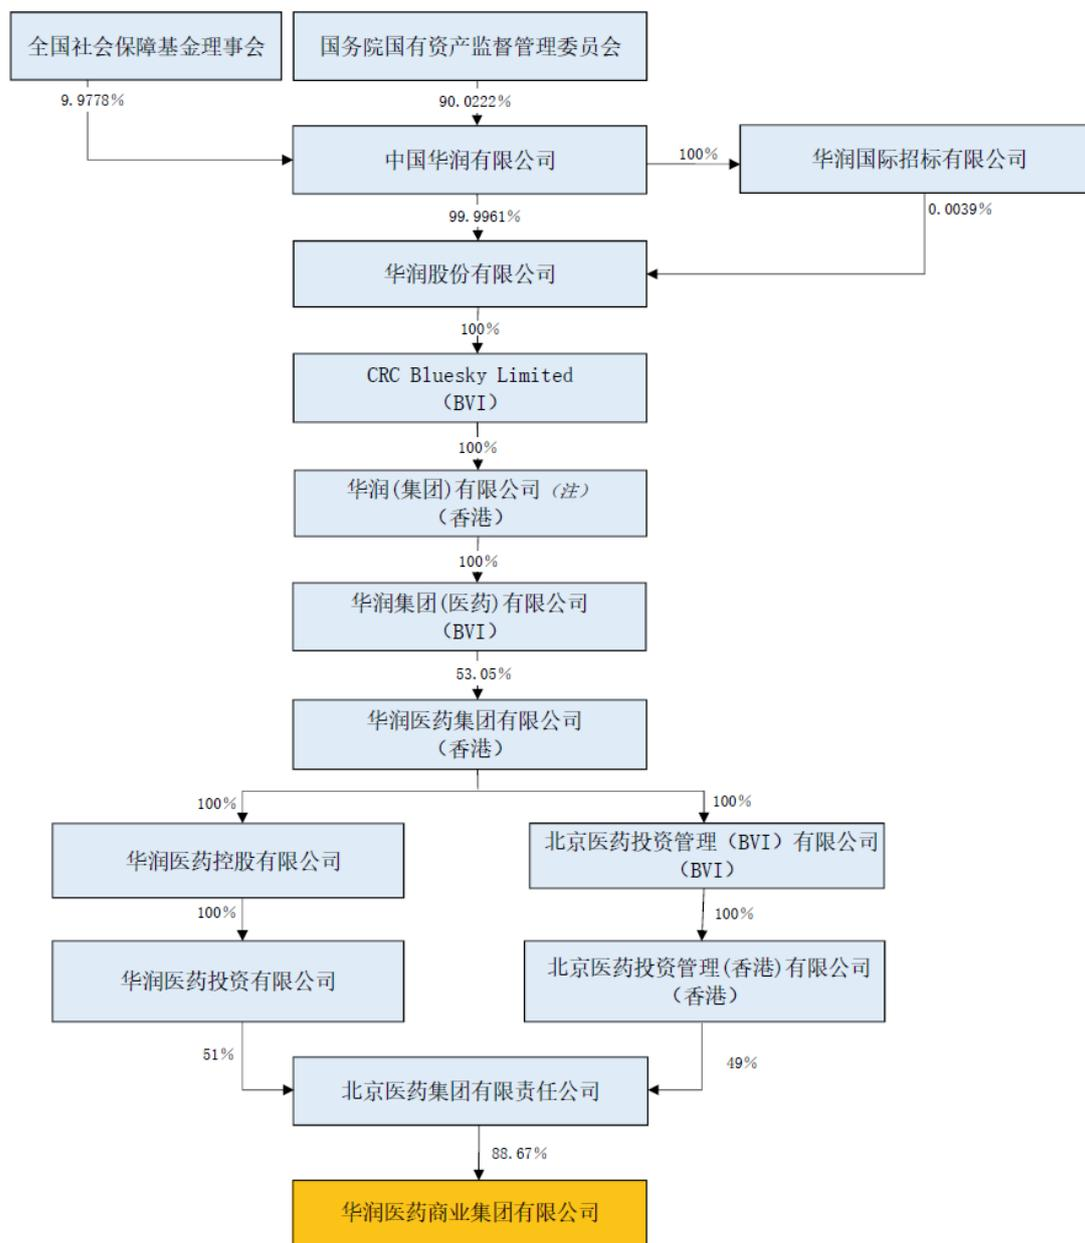 全国社会保障基金理事会
国务院国有资产监督管理委员会
9.9778%
90.0222%
中国华润有限公司
100%
华润国际招标有限公司
99.9961%
0.0039%
华润股份有限公司
100%
CRC Bluesky Limited
（BVI）
100%
华润(集团)有限公司（注）
（香港）
100%
华润集团(医药)有限公司
(BVI)
53.05%
华润医药集团有限公司
（香港）
100%
100%
华润医药控股有限公司
北京医药投资管理（BVI）有限公司
（BVI）
100%
100%
华润医药投资有限公司
北京医药投资管理(香港)有限公司
（香港）
51%
49%
北京医药集团有限责任公司
88.67%
华润医药商业集团有限公司